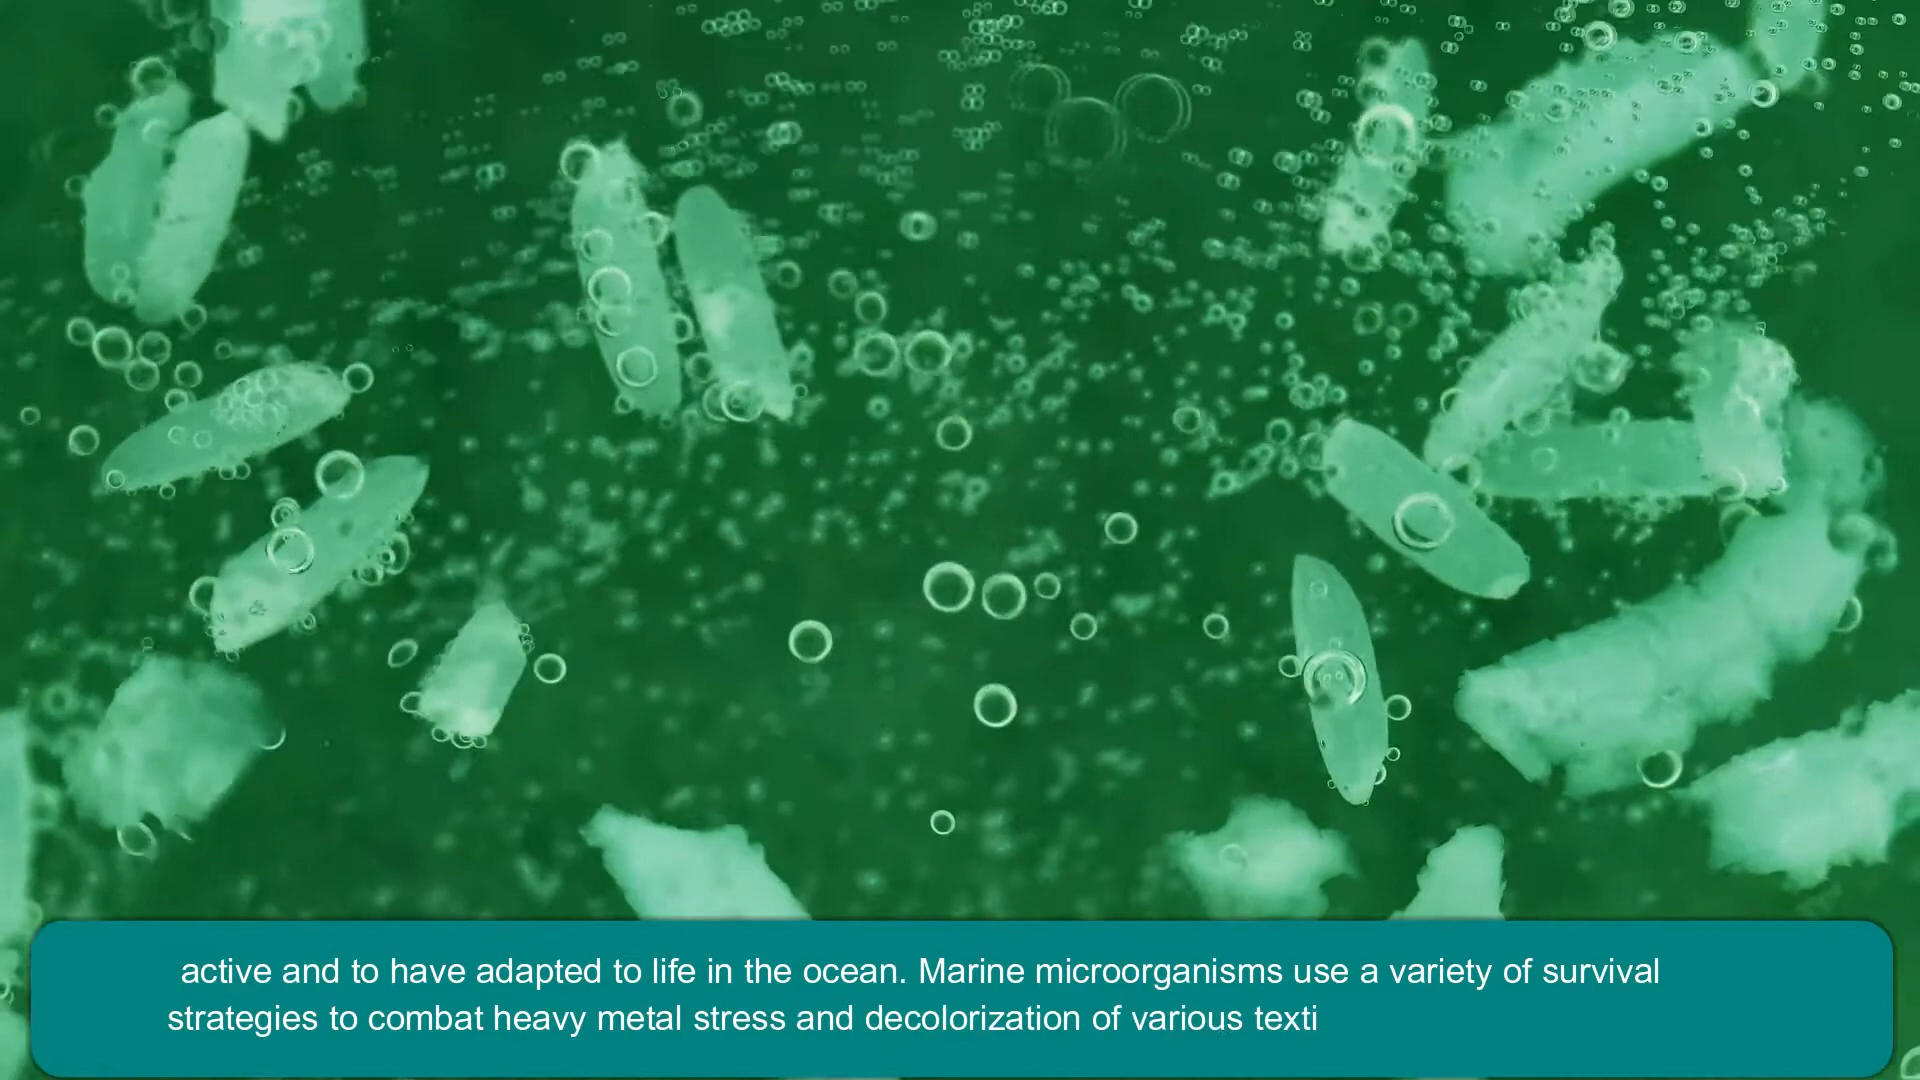 active and to have adapted to life in the ocean. Marine microorganisms use a variety of survival
strategies to combat heavy metal stress and decolorization of various texti